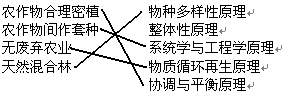 农作物合理密植 物种多样性原理↵
农作物间作套种 整体性原理↵
无废弃农业 系统学与工程学原理↵
天然混合林 物质循环再生原理↵
协调与平衡原理↵